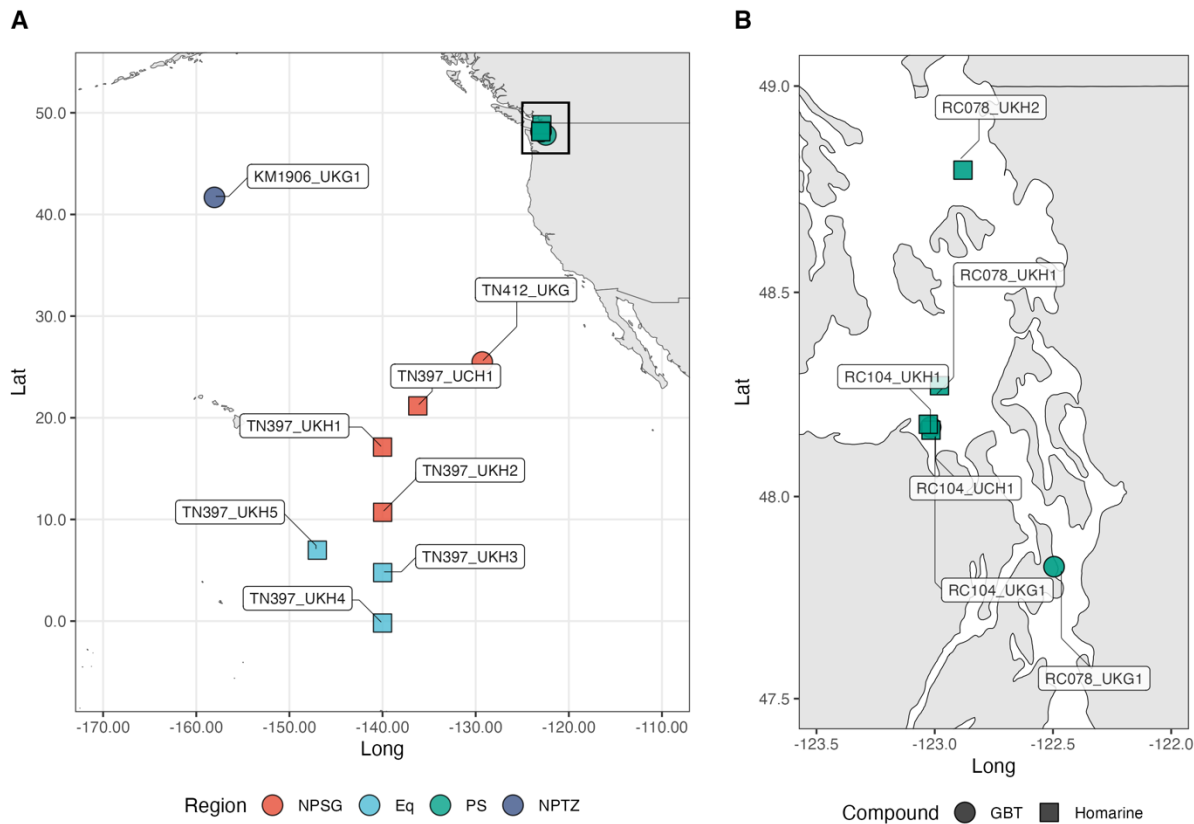 A
B
50.0
40.0
30.0
20.0
10.0
0.0
Lat
KM1906_UKG1
TN412_UKG
TN397_UCH1
TN397_UKH1
TN397_UKH2
TN397_UKH5
TN397_UKH3
TN397_UKH4
-170.00 -150.00 -140.00 -130.00 -120.00 -110.00
Long
Region NPSG Eq PS NPTZ
49.0
48.5
48.0
47.5
Lat
RC078_UKH2
RC078_UKH1
RC104_UKH1
RC104_UCH1
RC104_UKG1
RC078_UKG1
-123.5 -123.0 -122.5 -122.0
Long
Compound GBT Homarine